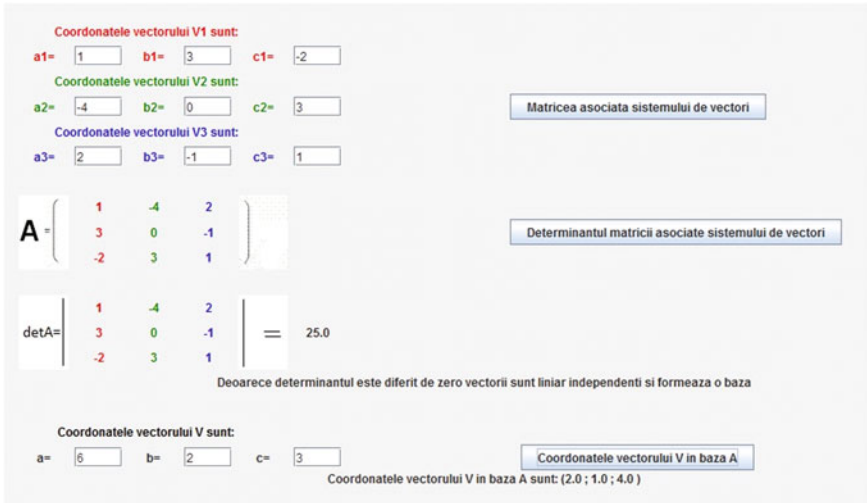 Coordonatele vectorului V1 sunt:
a1= 1 b1= 3 c1= -2
Coordonatele vectorului V2 sunt:
a2= -4 b2= 0 c2= 3
Matricea asociata sistemului de vectori
Coordonatele vectorului V3 sunt:
a3= 2 b3= -1 c3= 1
1 -4 2
A = ( 3 0 -1 )
-2 3 1
Determinantul matricii asociate sistemului de vectori
1 -4 2
detA= | 3 0 -1 | = 25.0
-2 3 1
Deoarece determinantul este diferit de zero vectorii sunt liniar independenti si formeaza o baza
Coordonatele vectorului V sunt:
a= 6 b= 2 c= 3
Coordonatele vectorului V in baza A
Coordonatele vectorului V in baza A sunt: (2.0 ; 1.0 ; 4.0 )